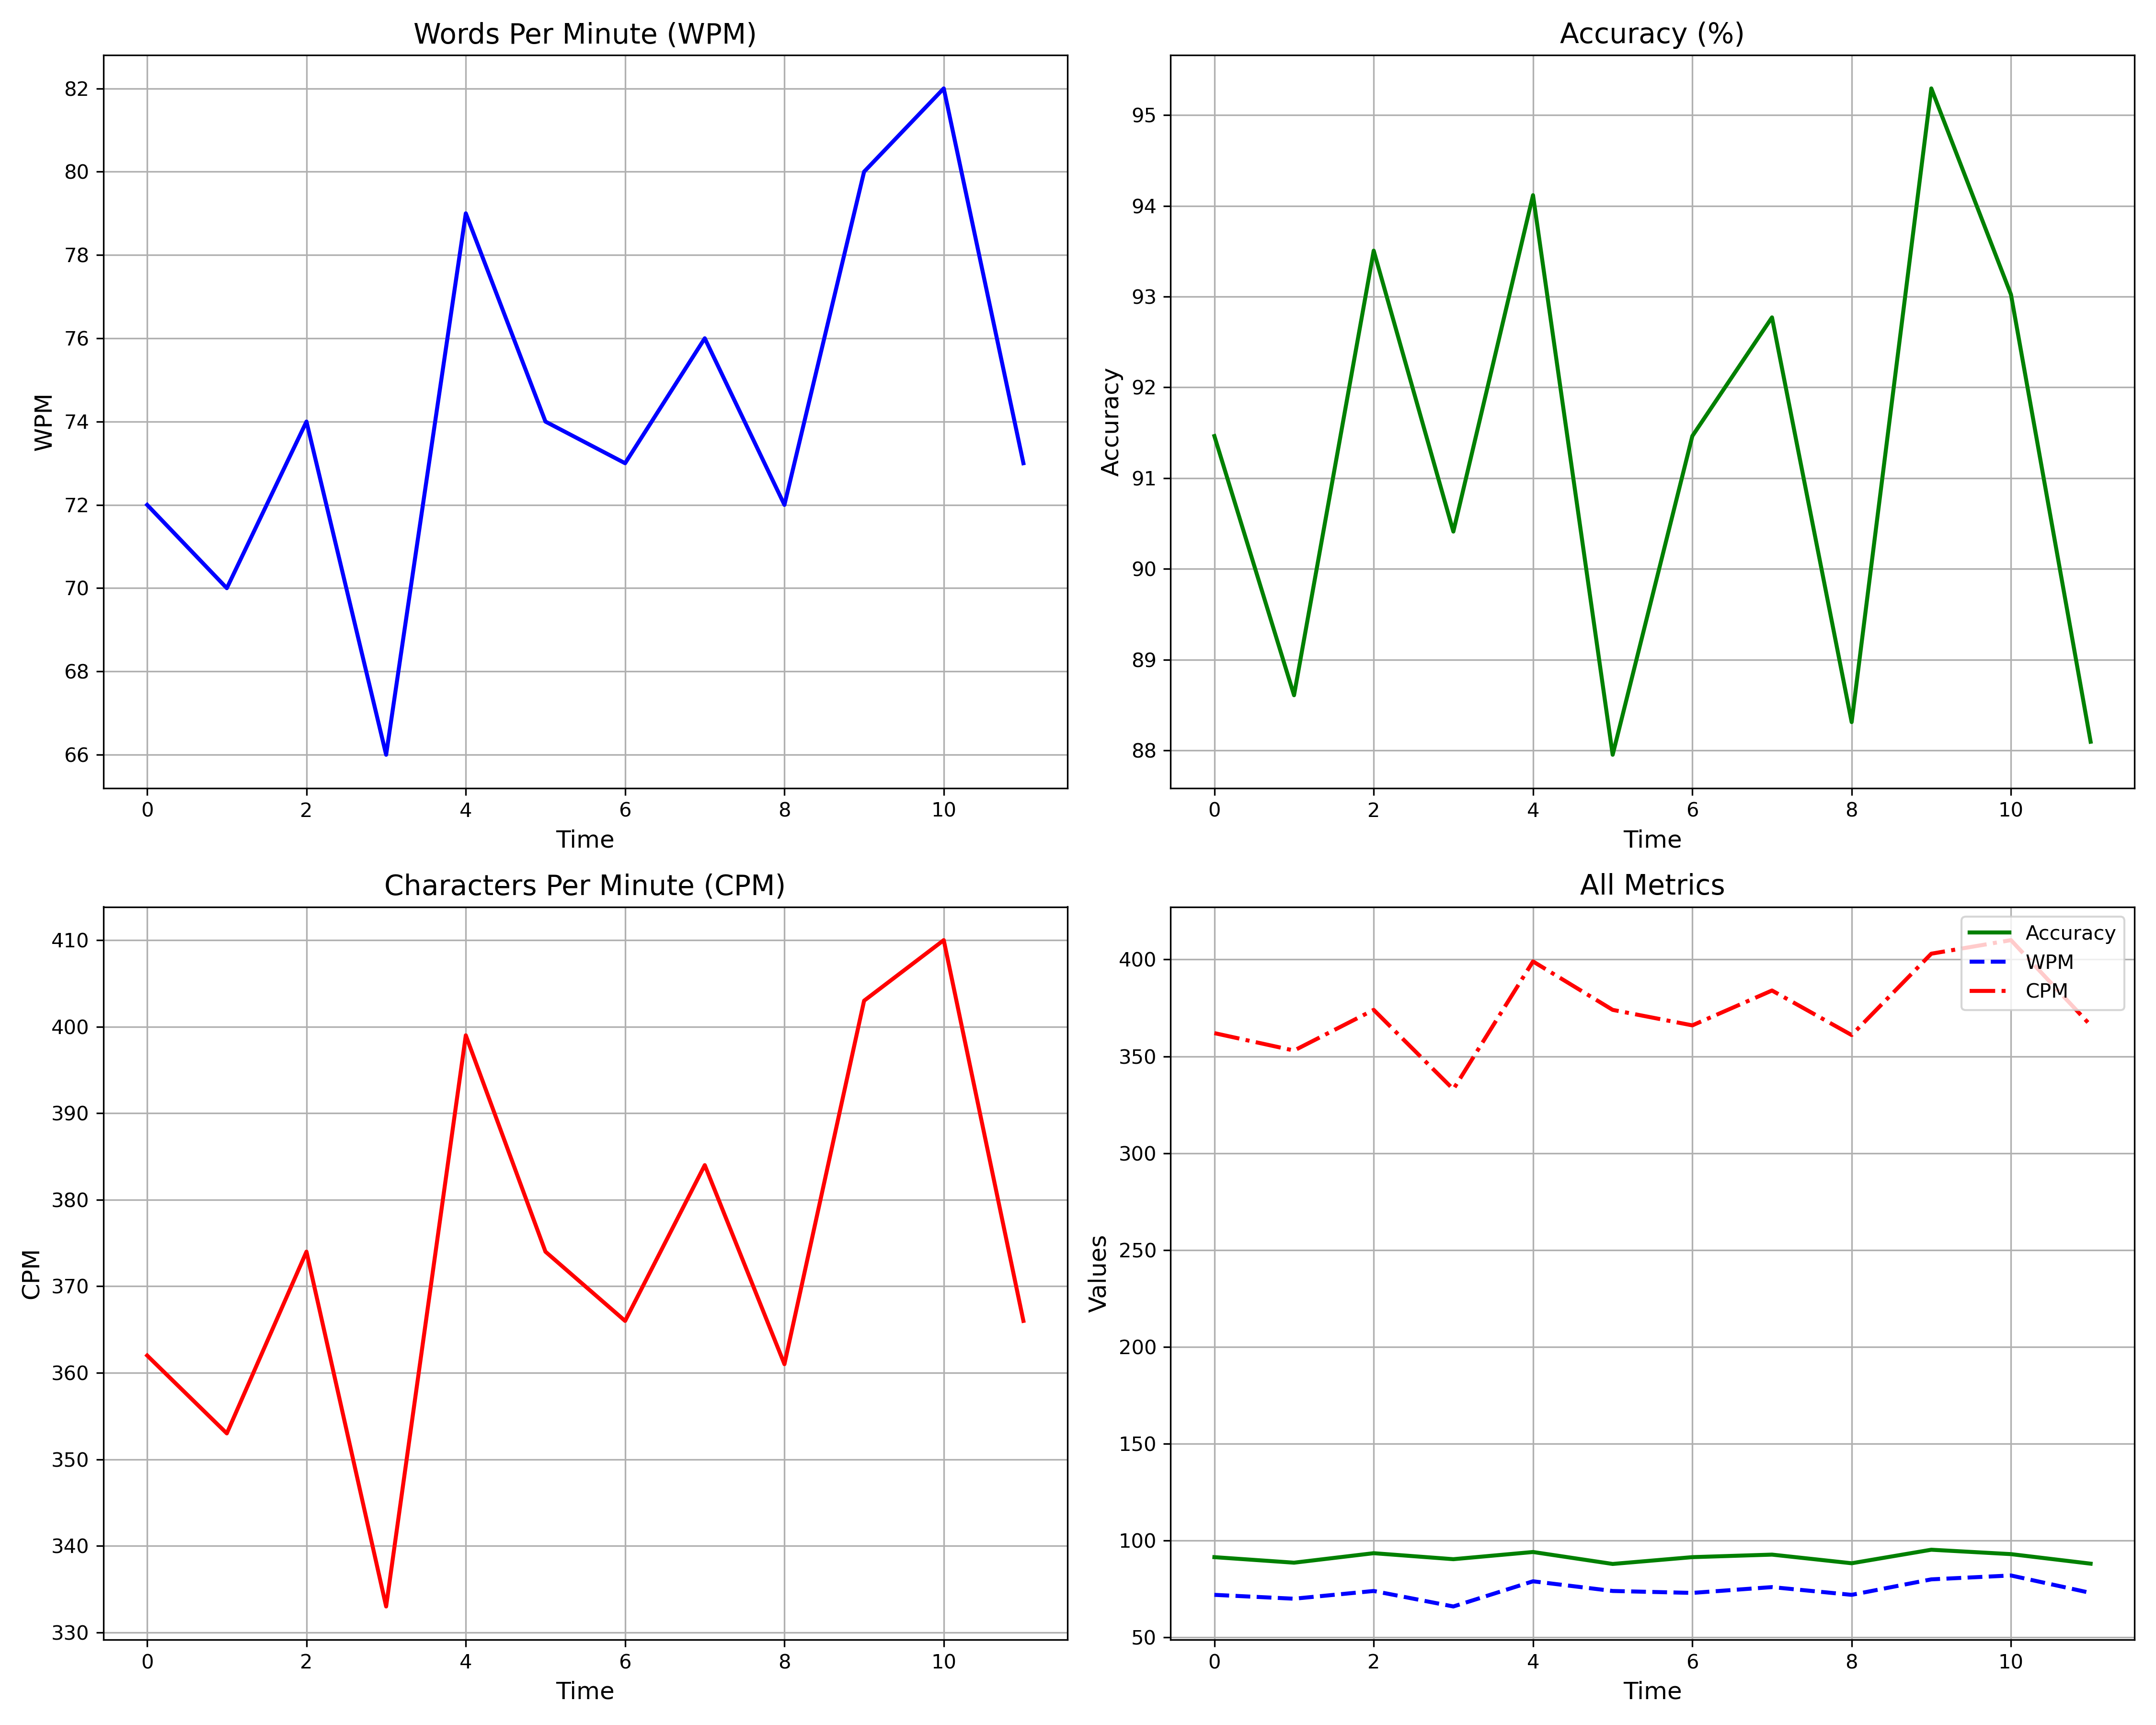 Words Per Minute (WPM)
WPM
82
80
78
76
74
72
70
68
66
0 2 4 6 8 10
Time
Accuracy (%)
Accuracy
95
94
93
92
91
90
89
88
0 2 4 6 8 10
Time
Characters Per Minute (CPM)
CPM
410
400
390
380
370
360
350
340
330
0 2 4 6 8 10
Time
All Metrics
Values
400
350
300
250
200
150
100
50
Accuracy
WPM
CPM
0 2 4 6 8 10
Time